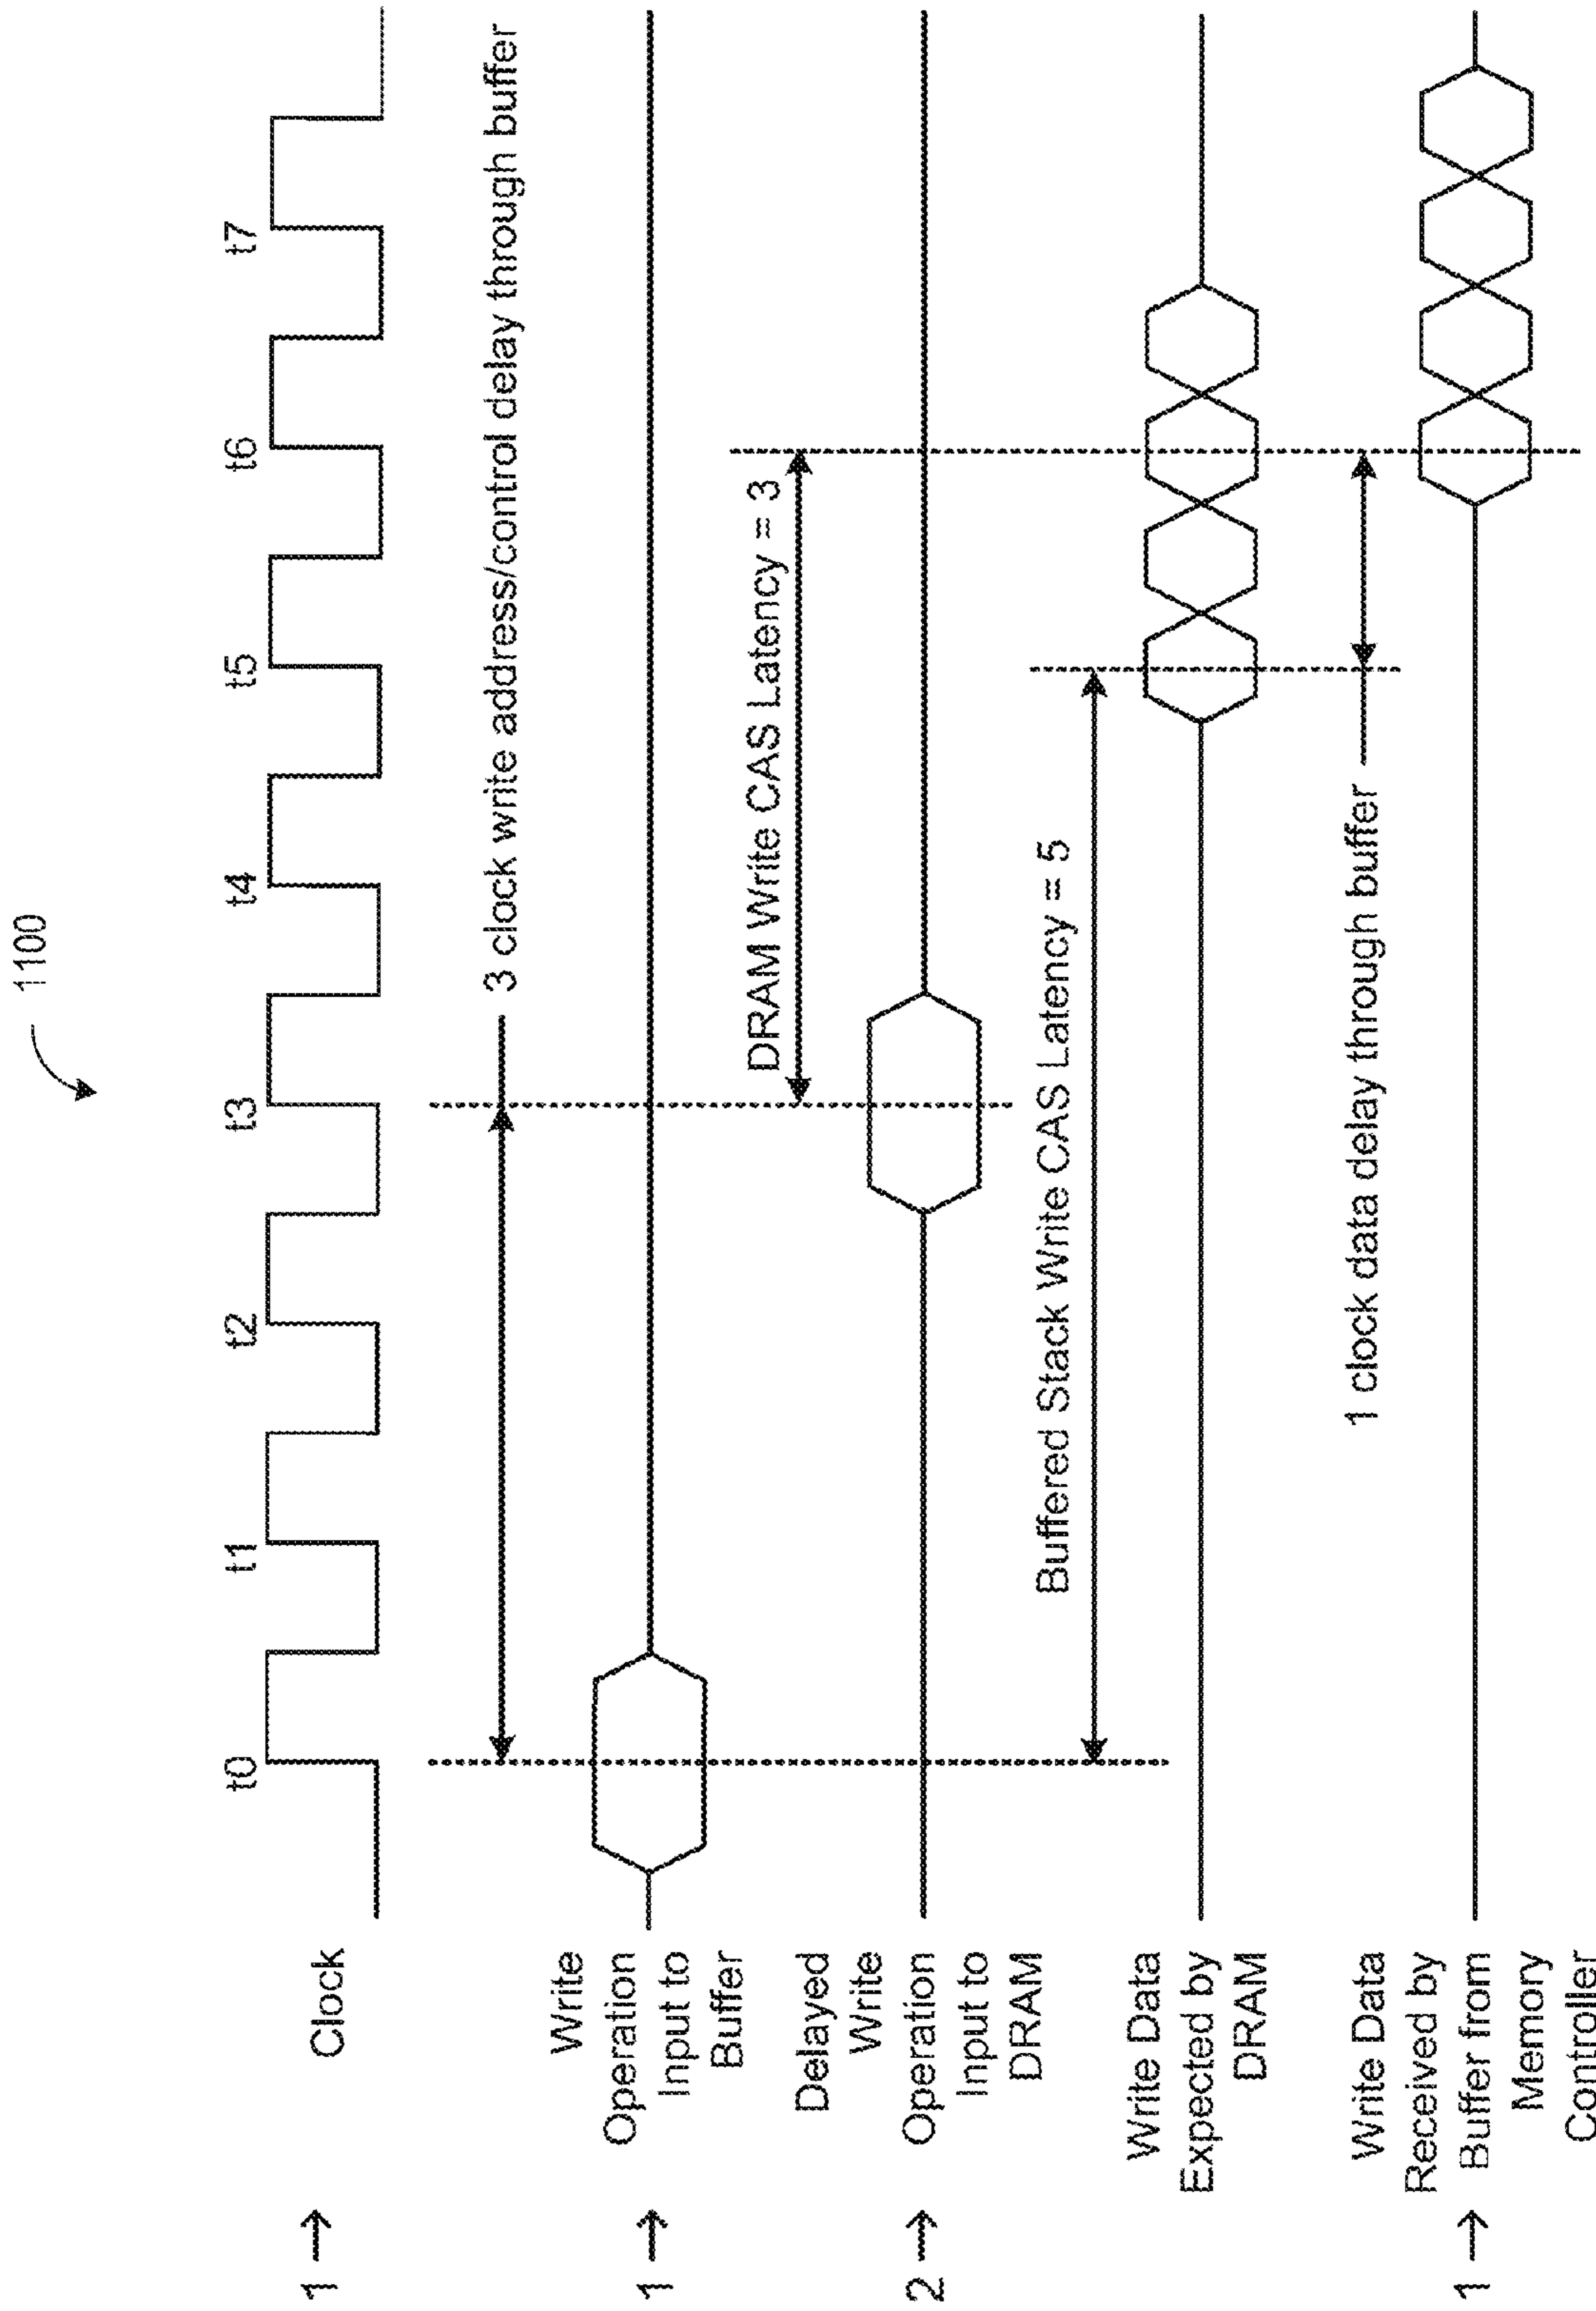 1100
t0 t1 t2 t3 t4 t5 t6 t7
1 → Clock
3 clock write address/control delay through buffer
1 → Write
Operation
Input to
Buffer
DRAM Write CAS Latency = 3
2 → Delayed
Write
Operation
Input to
DRAM
Buffered Stack Write CAS Latency = 5
Write Data
Expected by
DRAM
1 clock data delay through buffer
1 → Write Data
Received by
Buffer from
Memory
Controller